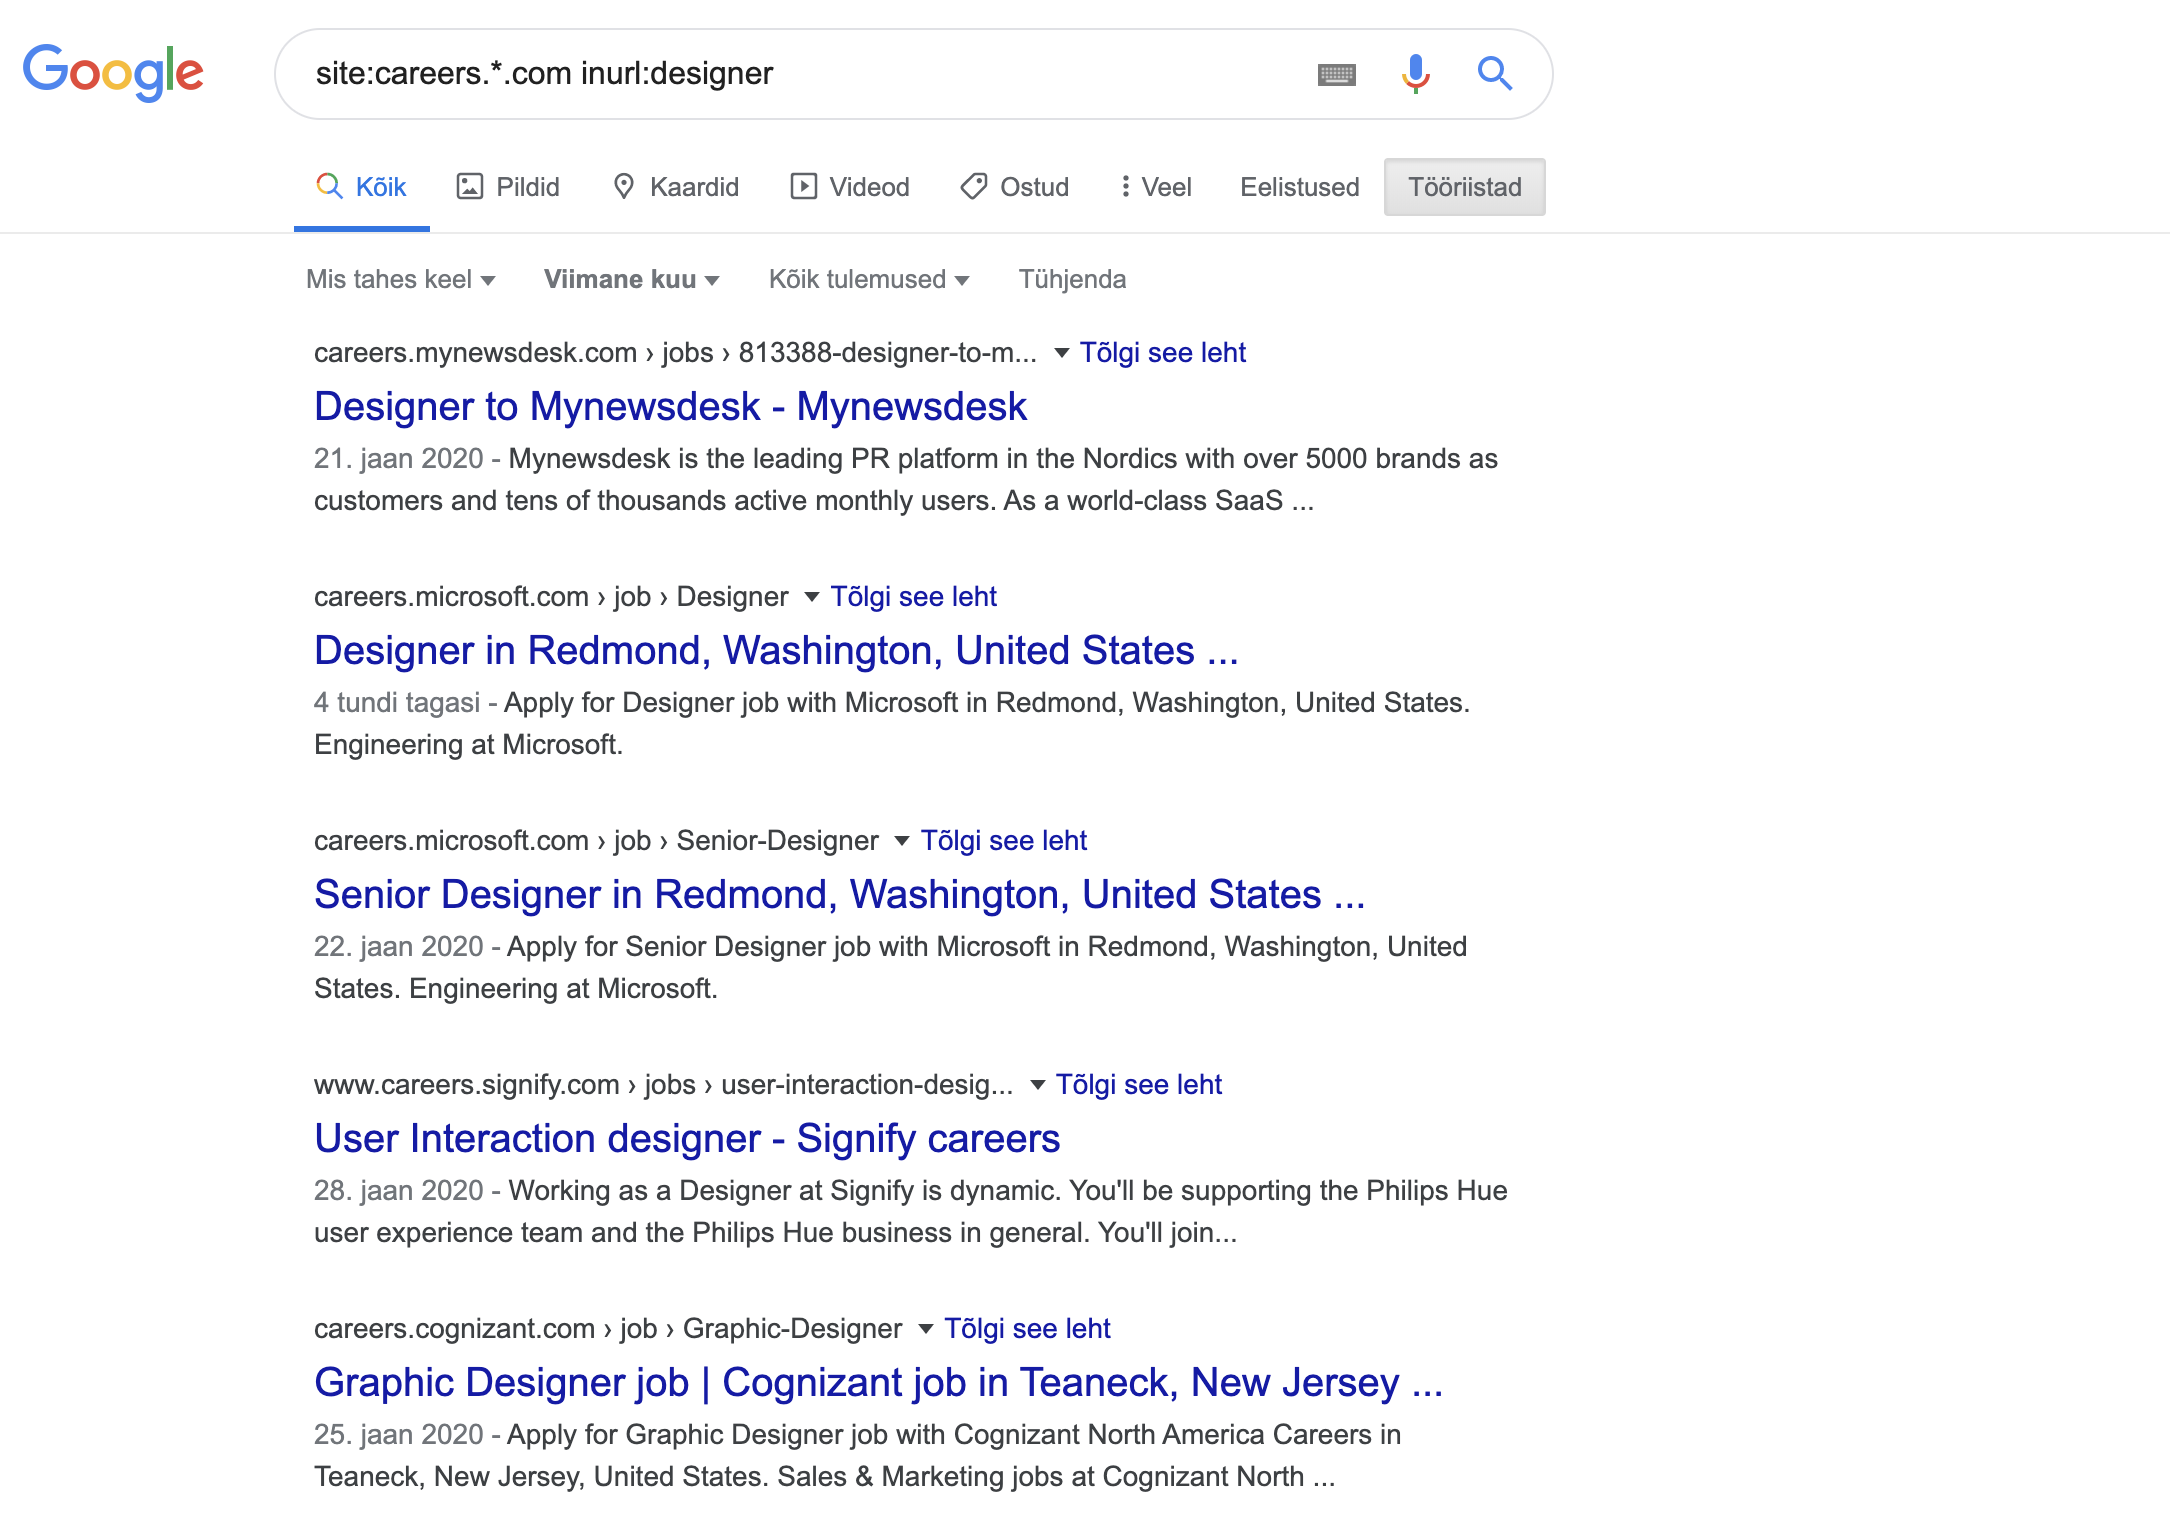 Google
site:careers.*.com inurl:designer
Kõik Pildid Kaardid Videod Ostud Veel Eelistused Tööriistad
Mis tahes keel Viimane kuu Kõik tulemused Tühjenda
careers.mynewsdesk.com › jobs › 813388-designer-to-m... Tõlgi see leht
Designer to Mynewsdesk - Mynewsdesk
21. jaan 2020 - Mynewsdesk is the leading PR platform in the Nordics with over 5000 brands as
customers and tens of thousands active monthly users. As a world-class SaaS ...
careers.microsoft.com › job › Designer Tõlgi see leht
Designer in Redmond, Washington, United States ...
4 tundi tagasi - Apply for Designer job with Microsoft in Redmond, Washington, United States.
Engineering at Microsoft.
careers.microsoft.com › job › Senior-Designer Tõlgi see leht
Senior Designer in Redmond, Washington, United States ...
22. jaan 2020 - Apply for Senior Designer job with Microsoft in Redmond, Washington, United
States. Engineering at Microsoft.
www.careers.signify.com › jobs › user-interaction-desig... Tõlgi see leht
User Interaction designer - Signify careers
28. jaan 2020 - Working as a Designer at Signify is dynamic. You'll be supporting the Philips Hue
user experience team and the Philips Hue business in general. You'll join...
careers.cognizant.com › job › Graphic-Designer Tõlgi see leht
Graphic Designer job | Cognizant job in Teaneck, New Jersey ...
25. jaan 2020 - Apply for Graphic Designer job with Cognizant North America Careers in
Teaneck, New Jersey, United States. Sales & Marketing jobs at Cognizant North ...